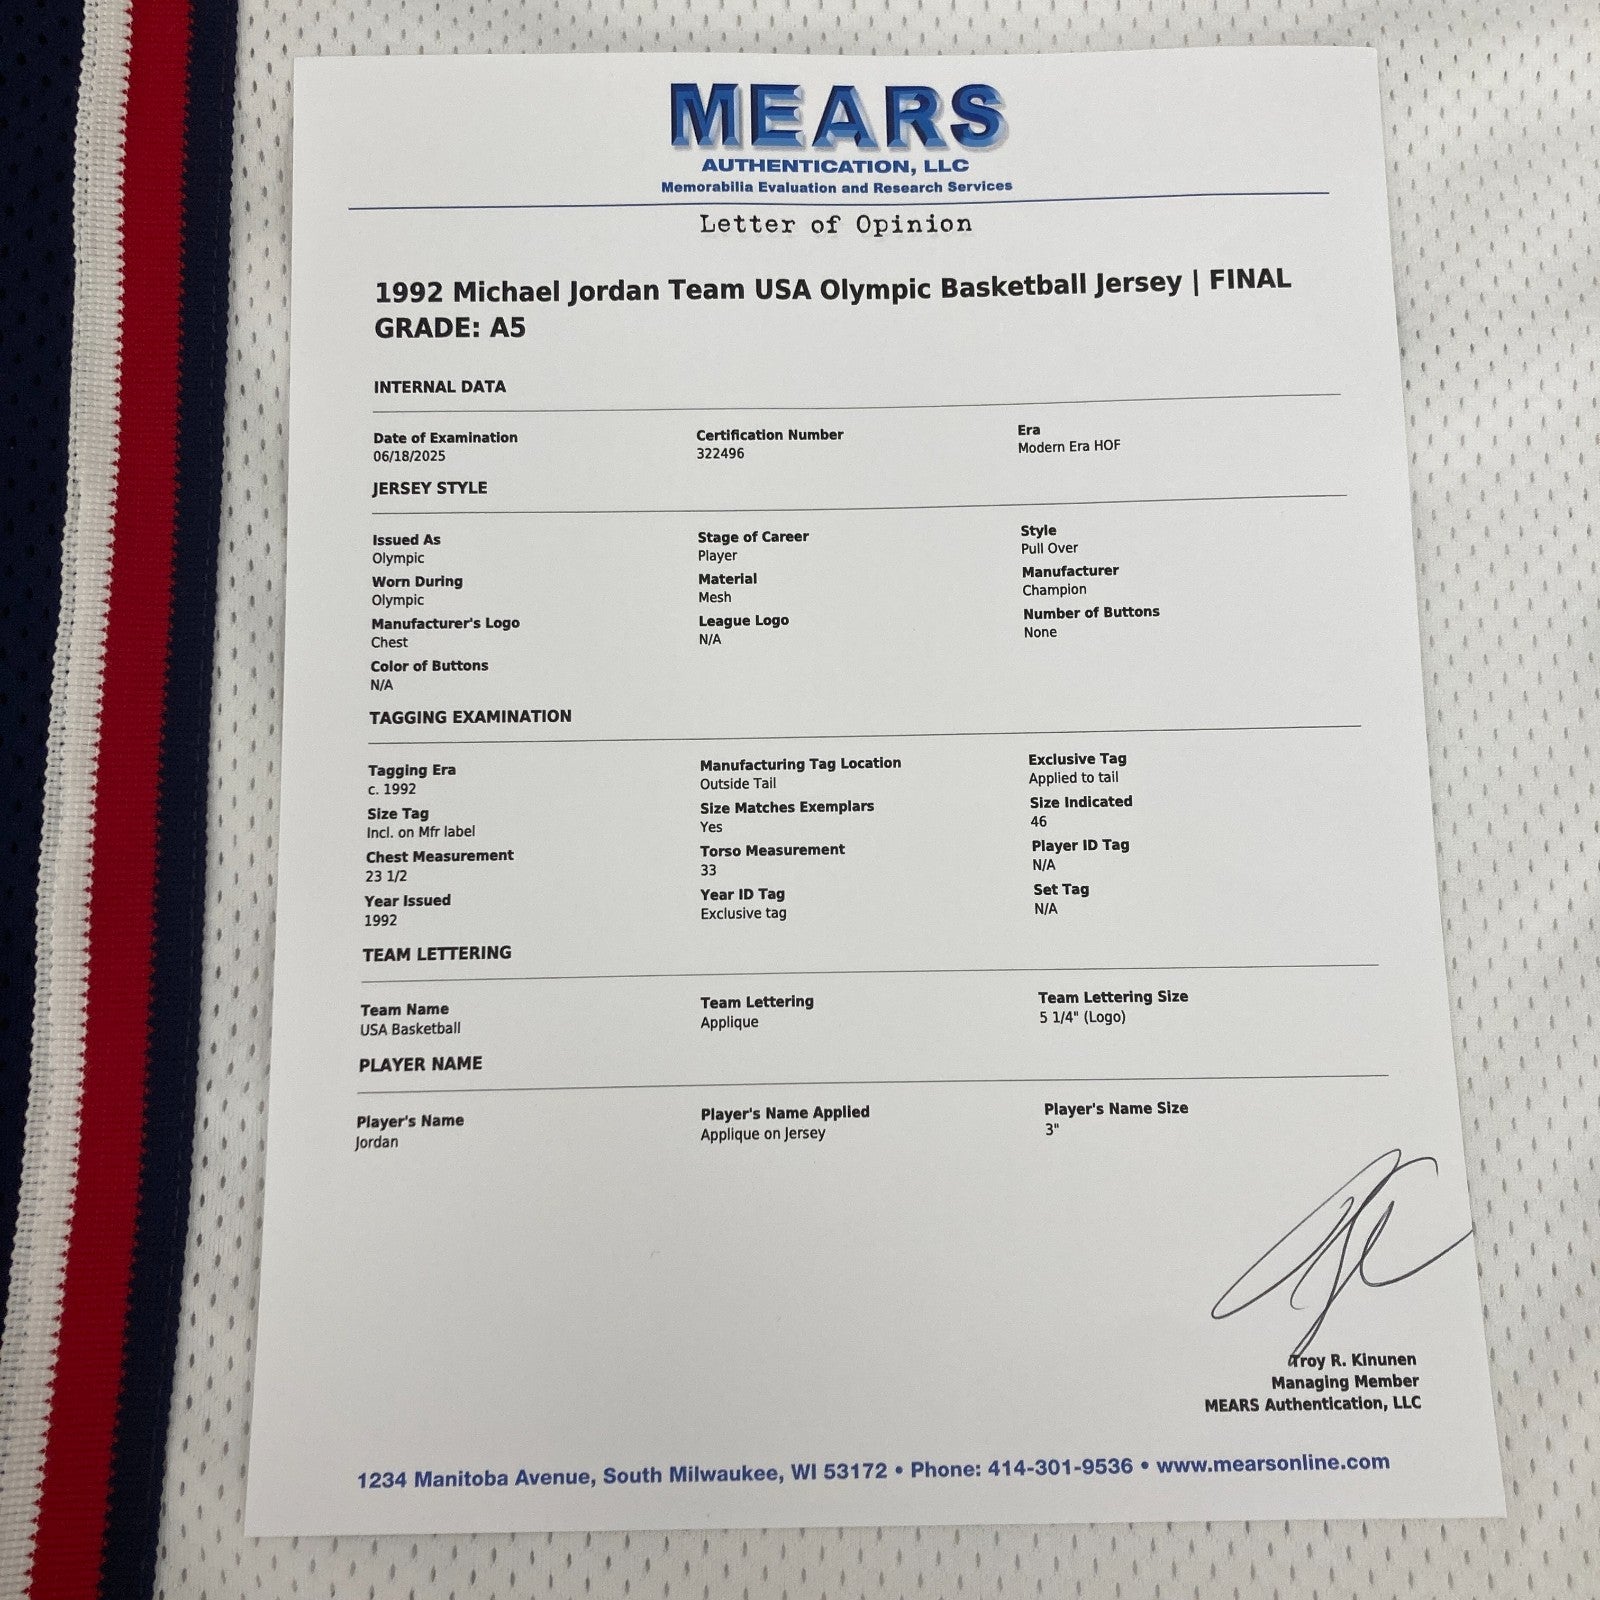 MEARS
AUTHENTICATION, LLC
Memorabilia Evaluation and Research Services
Letter of Opinion
1992 Michael Jordan Team USA Olympic Basketball Jersey | FINAL
GRADE: A5
INTERNAL DATA
Date of Examination Certification Number Era
06/18/2025 322496 Modern Era HOF
JERSEY STYLE
Issued As Stage of Career Style
Olympic Player Pull Over
Worn During Material Manufacturer
Olympic Mesh Champion
Manufacturer's Logo League Logo Number of Buttons
Chest N/A None
Color of Buttons
N/A
TAGGING EXAMINATION
Tagging Era Manufacturing Tag Location Exclusive Tag
c. 1992 Outside Tail Applied to tail
Size Tag Size Matches Exemplars Size Indicated
Incl. on Mfr label Yes 46
Chest Measurement Torso Measurement Player ID Tag
23 1/2 33 N/A
Year Issued Year ID Tag Set Tag
1992 Exclusive tag N/A
TEAM LETTERING
Team Name Team Lettering Team Lettering Size
USA Basketball Applique 5 1/4" (Logo)
PLAYER NAME
Player's Name Player's Name Applied Player's Name Size
Jordan Applique on Jersey 3"
Troy R. Kinunen
Managing Member
MEARS Authentication, LLC
1234 Manitoba Avenue, South Milwaukee, WI 53172 • Phone: 414-301-9536 • www.mearsonline.com